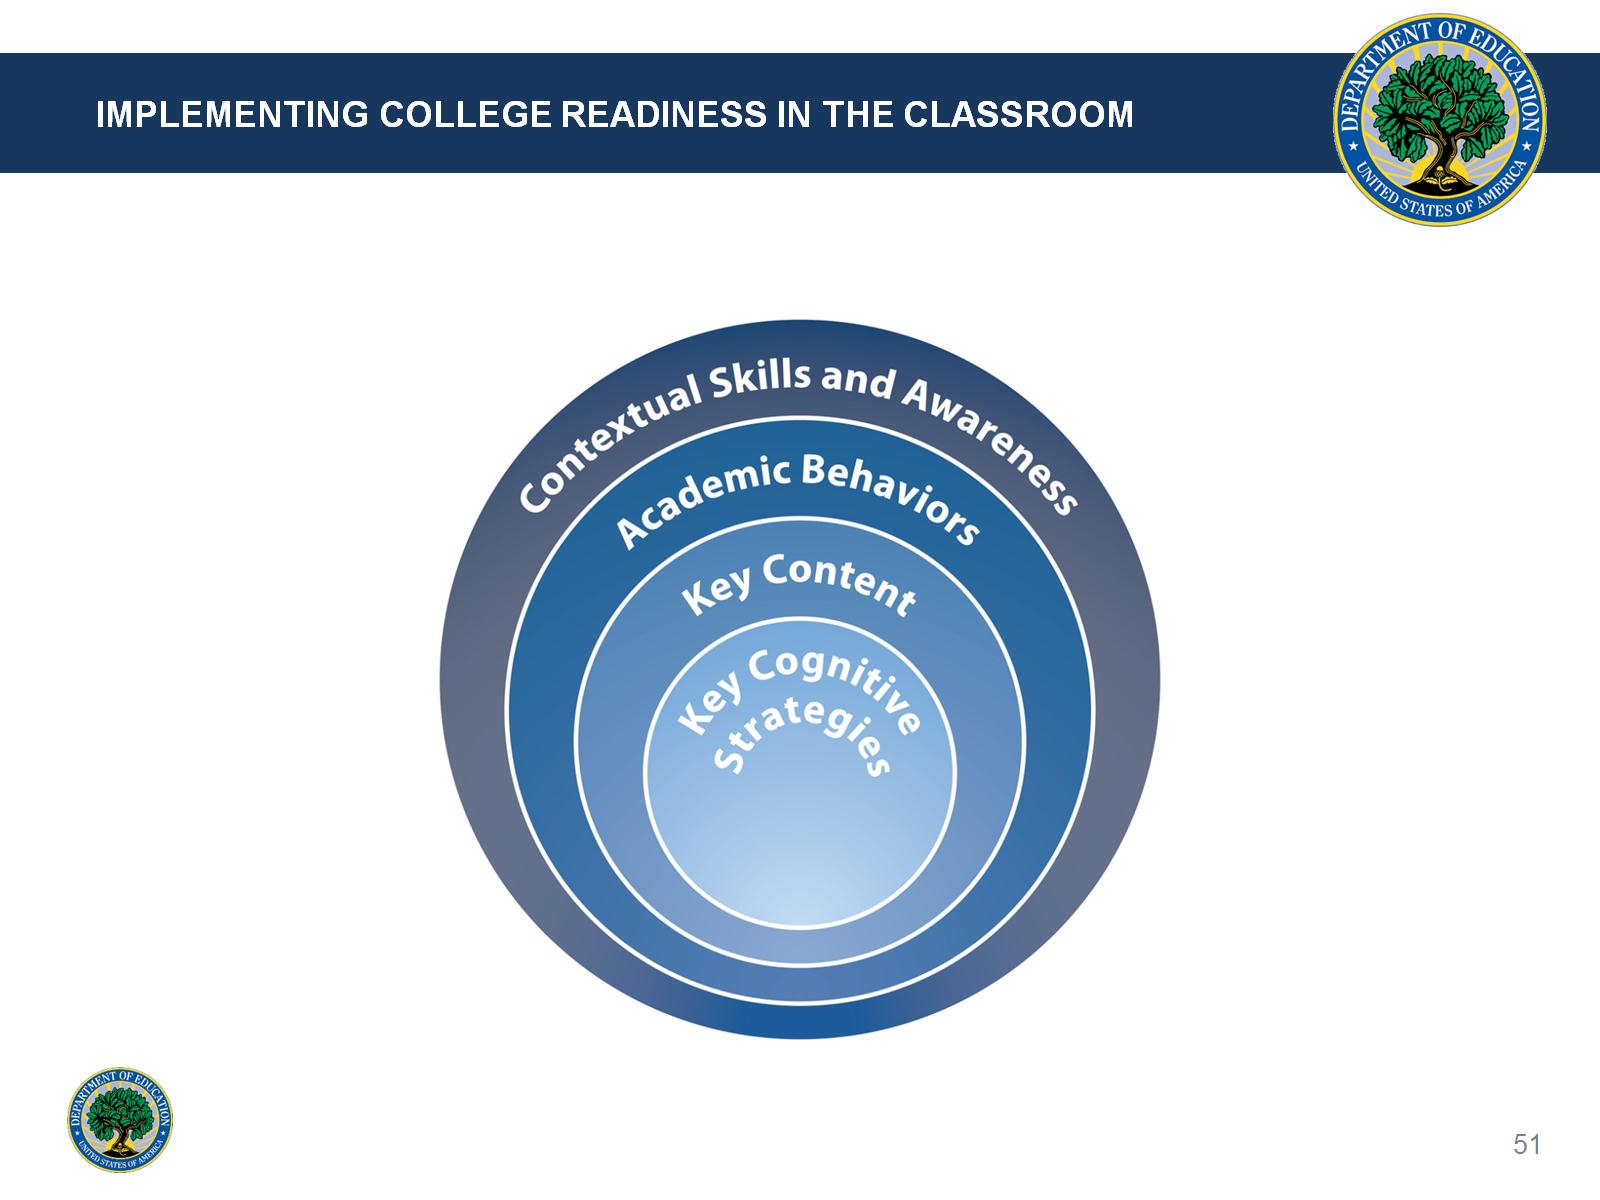 IMPLEMENTING COLLEGE READINESS IN THE CLASSROOM
DEPARTMENT OF EDUCATION
UNITED STATES OF AMERICA
Contextual Skills and Awareness
Academic Behaviors
Key Content
Key Cognitive
Strategies
DEPARTMENT OF EDUCATION
UNITED STATES OF AMERICA
51